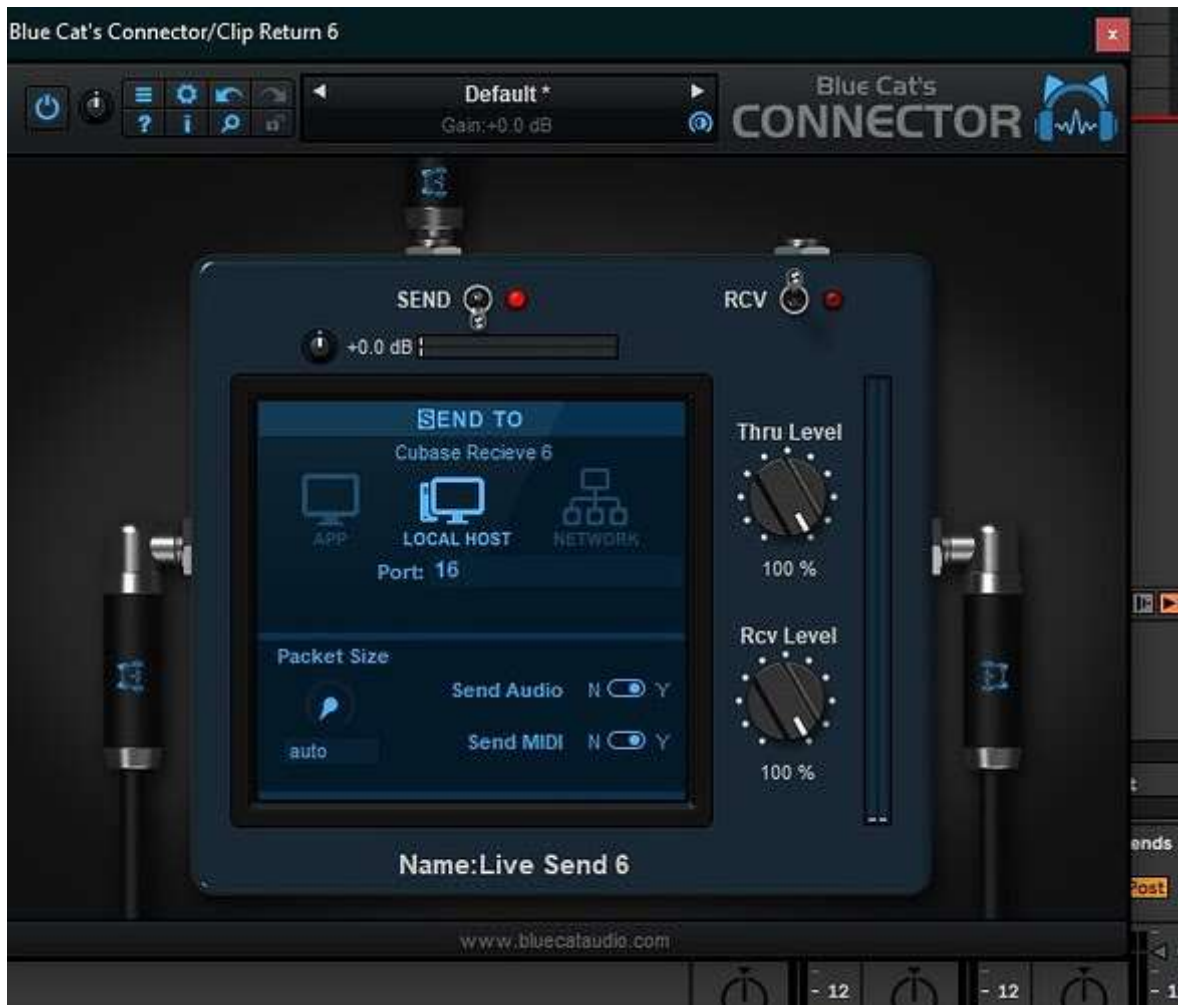 Blue Cat's Connector/Clip Return 6
x
Default *
Gain:+0.0 dB
Blue Cat's
CONNECTOR
SEND
RCV
+0.0 dB
SEND TO
Cubase Recieve 6
APP
LOCAL HOST
NETWORK
Port: 16
Thru Level
100 %
Packet Size
auto
Send Audio N Y
Send MIDI N Y
Rcv Level
100 %
--
Name:Live Send 6
www.bluecataudio.com
ends
Post
- 12
- 12
- 1